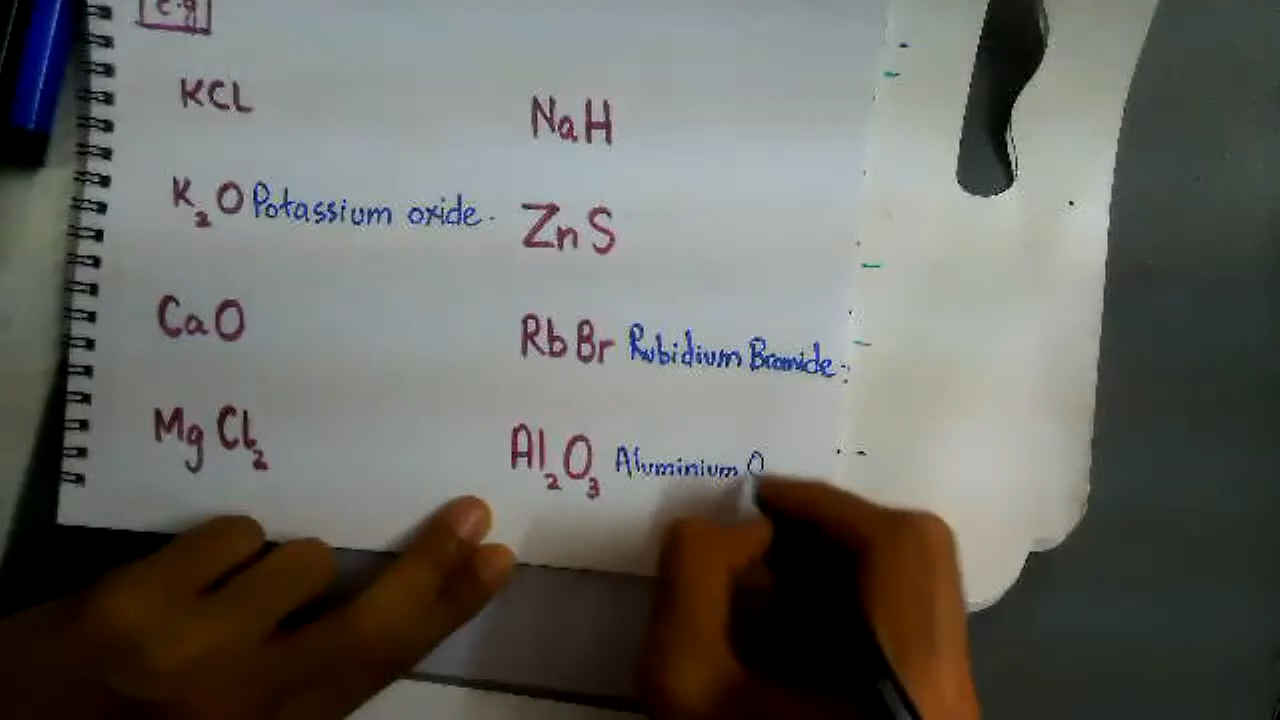 e.g
KCL
K2O Potassium oxide.
CaO
MgCl2
NaH
ZnS
RbBr Rubidium Bromide.
Al2O3 Aluminium O